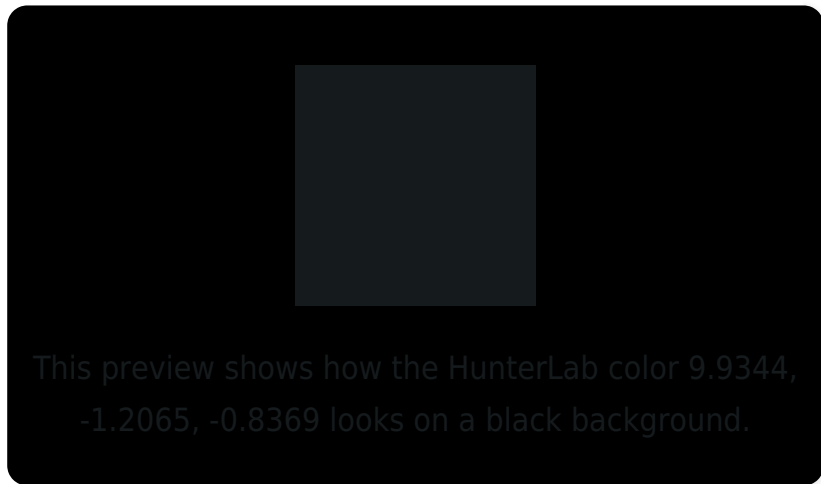 This preview shows how the HunterLab color 9.9344,
-1.2065, -0.8369 looks on a black background.